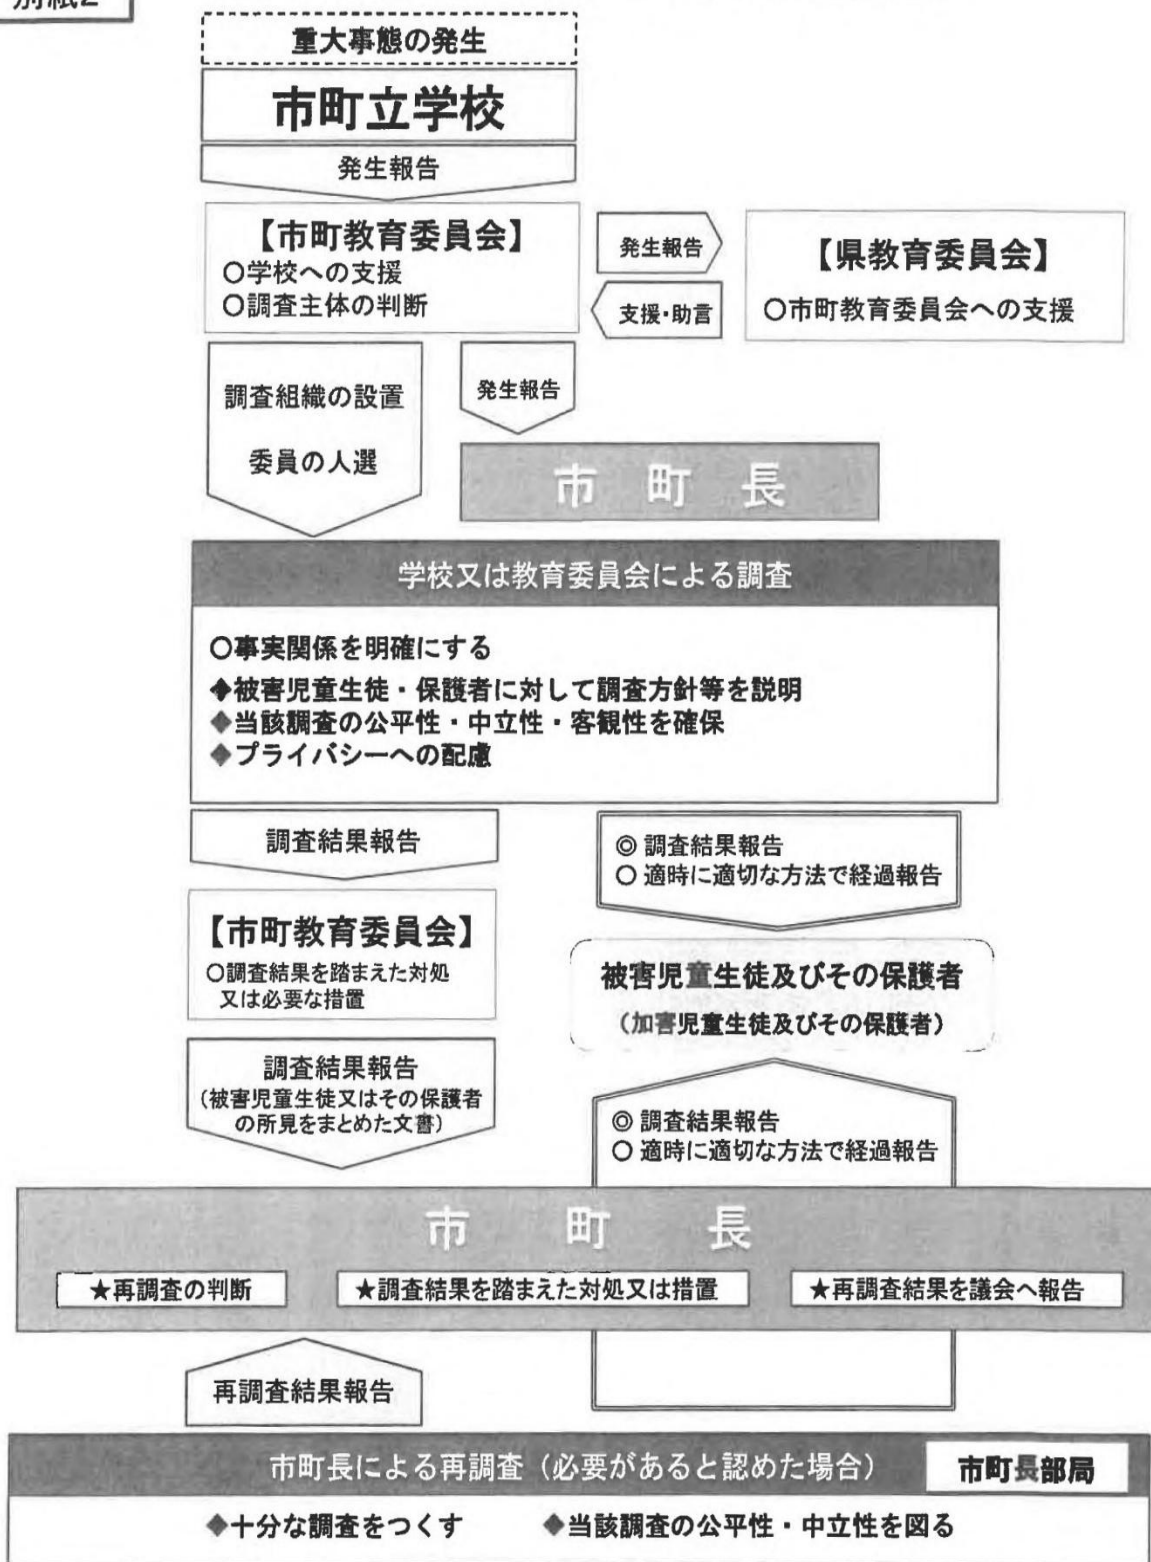 別紙2
重大事態の発生
市町立学校
発生報告
【市町教育委員会】
○学校への支援
○調査主体の判断
発生報告
支援・助言
【県教育委員会】
○市町教育委員会への支援
調査組織の設置
委員の人選
発生報告
市 町 長
学校又は教育委員会による調査
○事実関係を明確にする
◆被害児童生徒・保護者に対して調査方針等を説明
◆当該調査の公平性・中立性・客観性を確保
◆プライバシーへの配慮
調査結果報告
◎ 調査結果報告
○ 適時に適切な方法で経過報告
【市町教育委員会】
○調査結果を踏まえた対処
又は必要な措置
被害児童生徒及びその保護者
（加害児童生徒及びその保護者）
調査結果報告
（被害児童生徒又はその保護者
の所見をまとめた文書）
◎ 調査結果報告
○ 適時に適切な方法で経過報告
市 町 長
★再調査の判断
★調査結果を踏まえた対処又は措置
★再調査結果を議会へ報告
再調査結果報告
市町長による再調査（必要があると認めた場合）
市町長部局
◆十分な調査をつくす
◆当該調査の公平性・中立性を図る